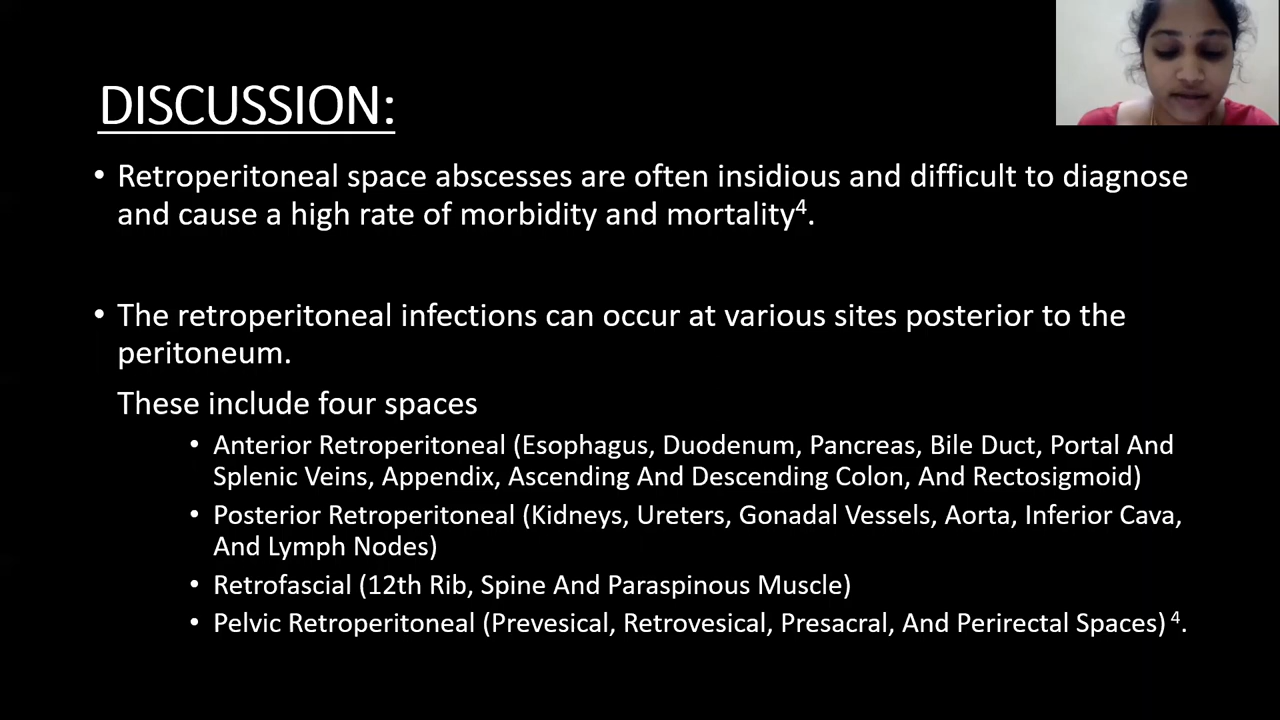 DISCUSSION:
• Retroperitoneal space abscesses are often insidious and difficult to diagnose
and cause a high rate of morbidity and mortality⁴.
• The retroperitoneal infections can occur at various sites posterior to the
peritoneum.
These include four spaces
• Anterior Retroperitoneal (Esophagus, Duodenum, Pancreas, Bile Duct, Portal And
Splenic Veins, Appendix, Ascending And Descending Colon, And Rectosigmoid)
• Posterior Retroperitoneal (Kidneys, Ureters, Gonadal Vessels, Aorta, Inferior Cava,
And Lymph Nodes)
• Retrofascial (12th Rib, Spine And Paraspinous Muscle)
• Pelvic Retroperitoneal (Prevesical, Retrovesical, Presacral, And Perirectal Spaces) ⁴.